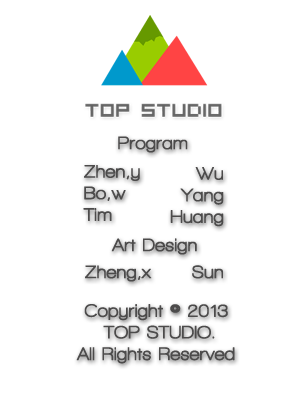 TOP STUDIO
Program
Zhen,y Wu
Bo,w Yang
Tim Huang
Art Design
Zheng,x Sun
Copyright © 2013
TOP STUDIO.
All Rights Reserved